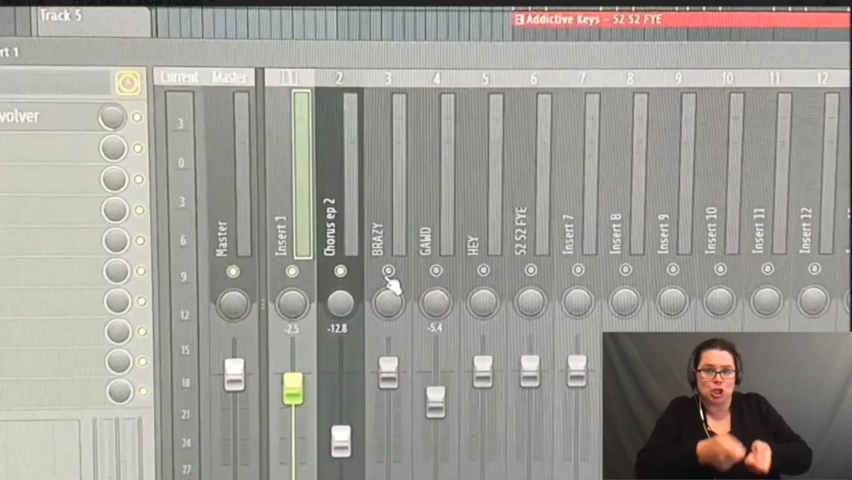 Track 5
Addictive Keys - 52 52 FYE
rt 1
Current Master 1 2 3 4 5 6 7 8 9 10 11 12
volver
3
0
3
6
9
12
15
18
21
24
27
Master
Insert 1
Chorus ep 2
BRAZY
GAWD
HEY
52 52 FYE
Insert 7
Insert 8
Insert 9
Insert 10
Insert 11
Insert 12
-2.5 -12.8 -5.4